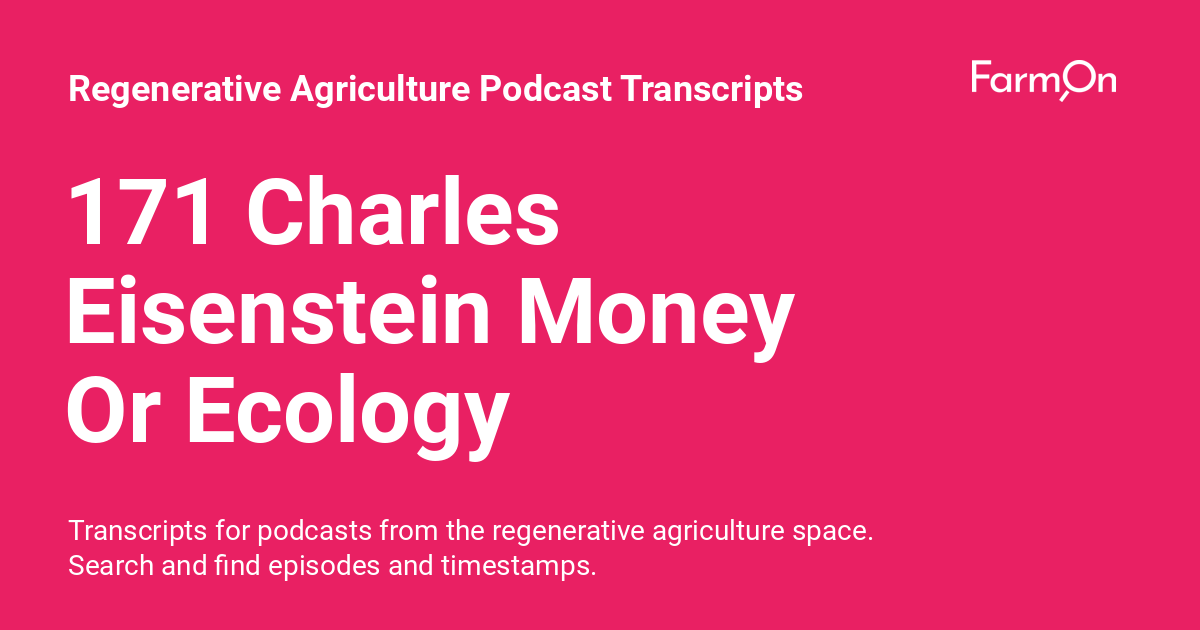 Regenerative Agriculture Podcast Transcripts
FarmOn
171 Charles
Eisenstein Money
Or Ecology
Transcripts for podcasts from the regenerative agriculture space.
Search and find episodes and timestamps.